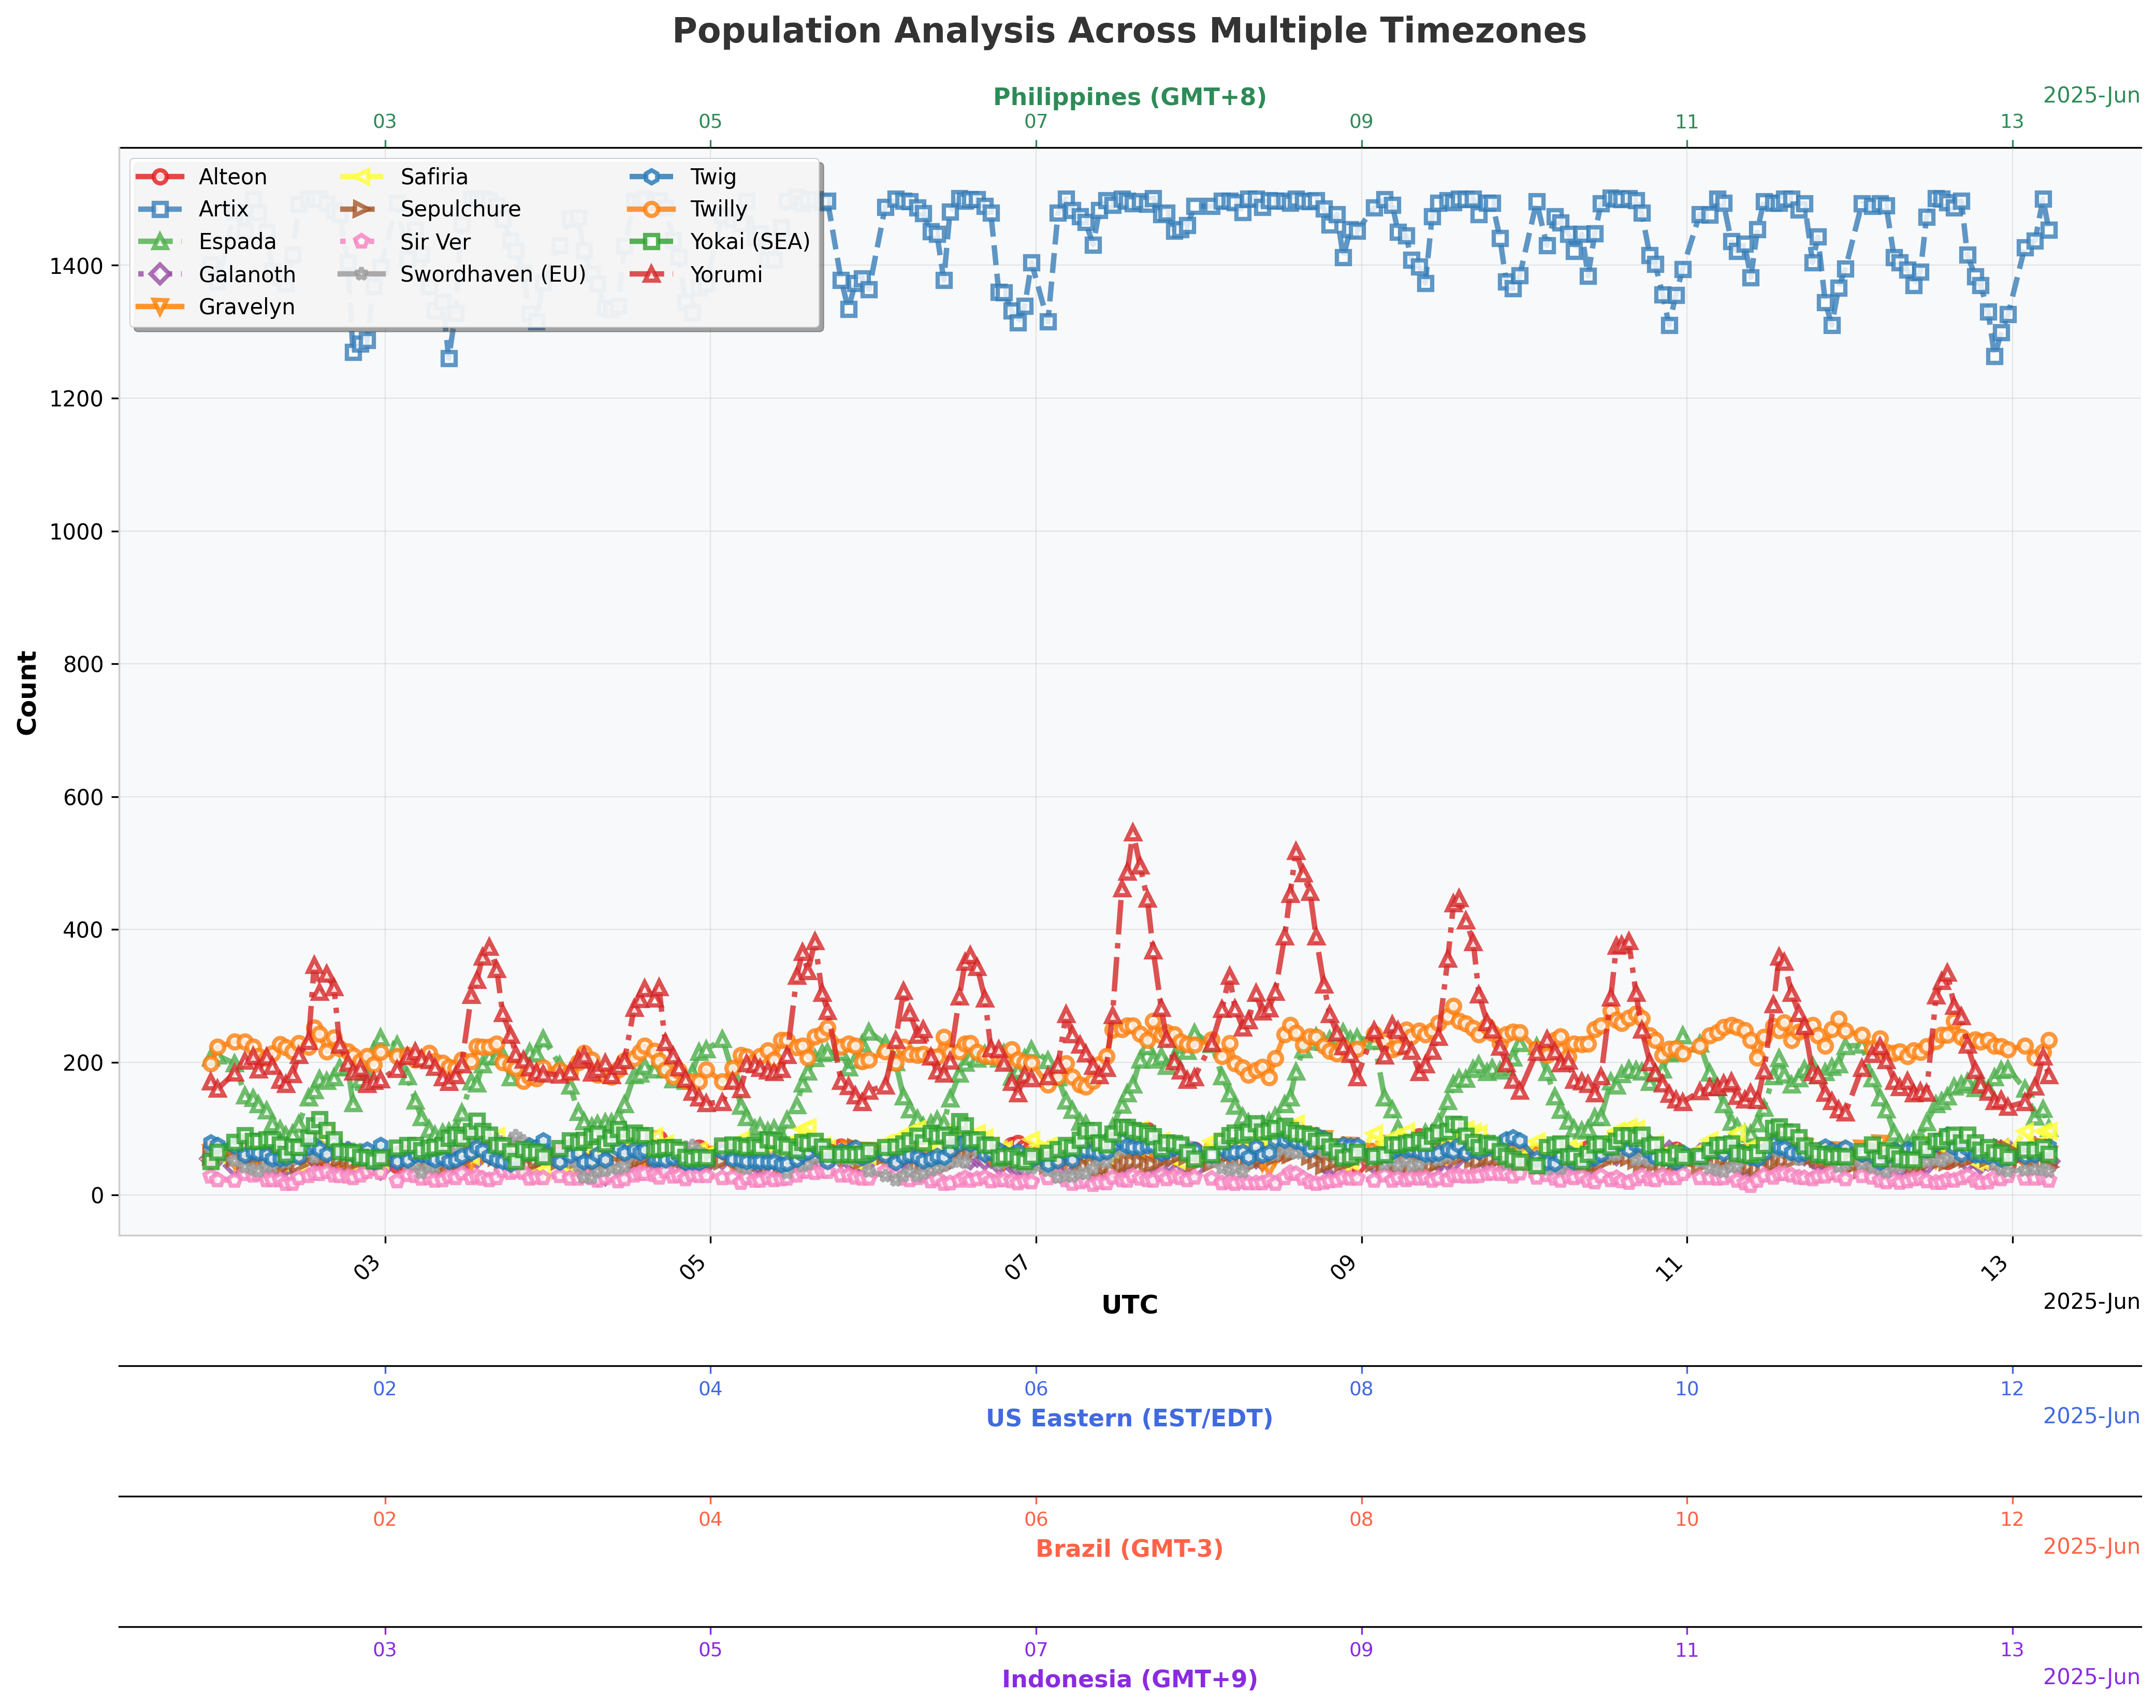 Population Analysis Across Multiple Timezones
Philippines (GMT+8)
2025-Jun
03 05 07 09 11 13
Alteon
Artix
Espada
Galanoth
Gravelyn
Safiria
Sepulchure
Sir Ver
Swordhaven (EU)
Twig
Twilly
Yokai (SEA)
Yorumi
Count
1400
1200
1000
800
600
400
200
0
03 05 07 09 11 13
UTC
2025-Jun
02 04 06 08 10 12
US Eastern (EST/EDT)
2025-Jun
02 04 06 08 10 12
Brazil (GMT-3)
2025-Jun
03 05 07 09 11 13
Indonesia (GMT+9)
2025-Jun